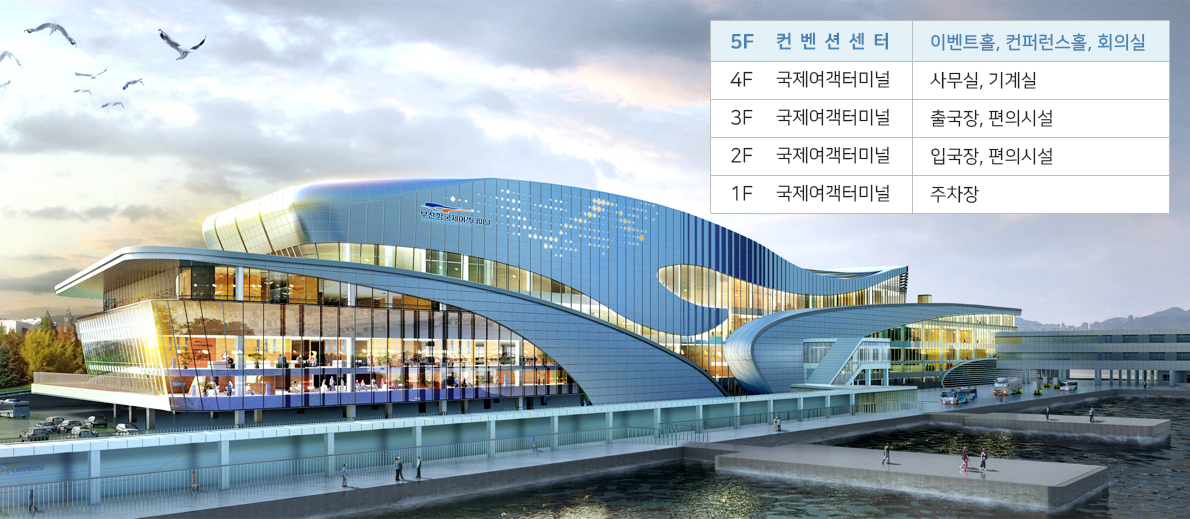 5F 컨벤션센터 이벤트홀, 컨퍼런스홀, 회의실
4F 국제여객터미널 사무실, 기계실
3F 국제여객터미널 출국장, 편의시설
2F 국제여객터미널 입국장, 편의시설
1F 국제여객터미널 주차장
부산항국제여객터미널